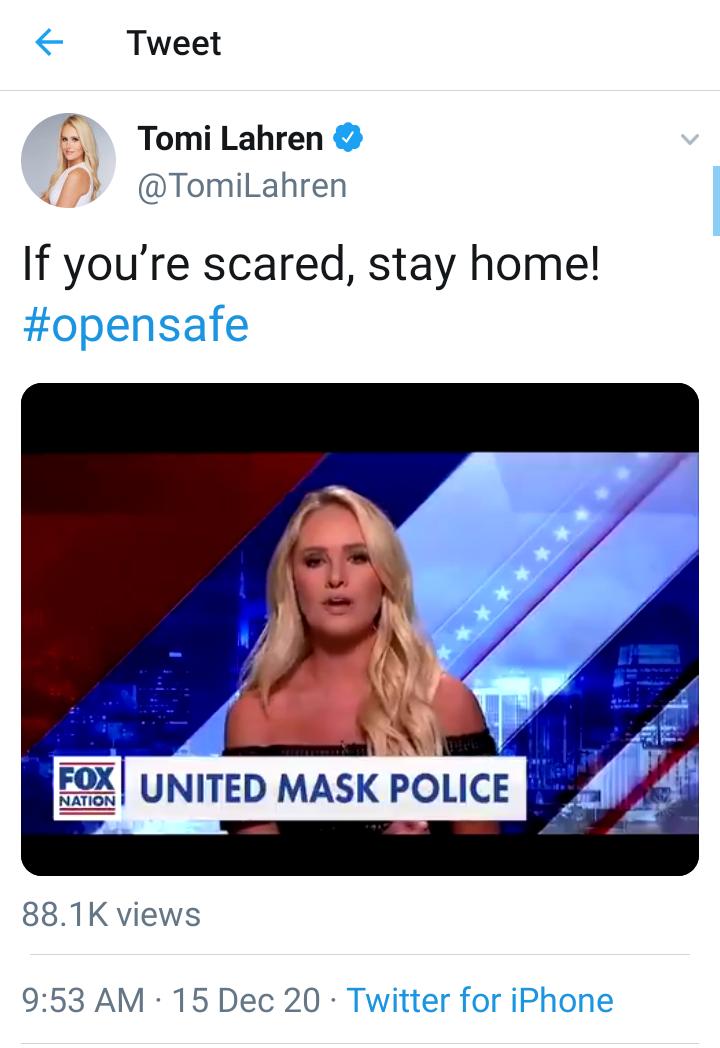 Tweet
Tomi Lahren
@TomiLahren
If you’re scared, stay home!
#opensafe
FOX
NATION
UNITED MASK POLICE
88.1K views
9:53 AM · 15 Dec 20 · Twitter for iPhone